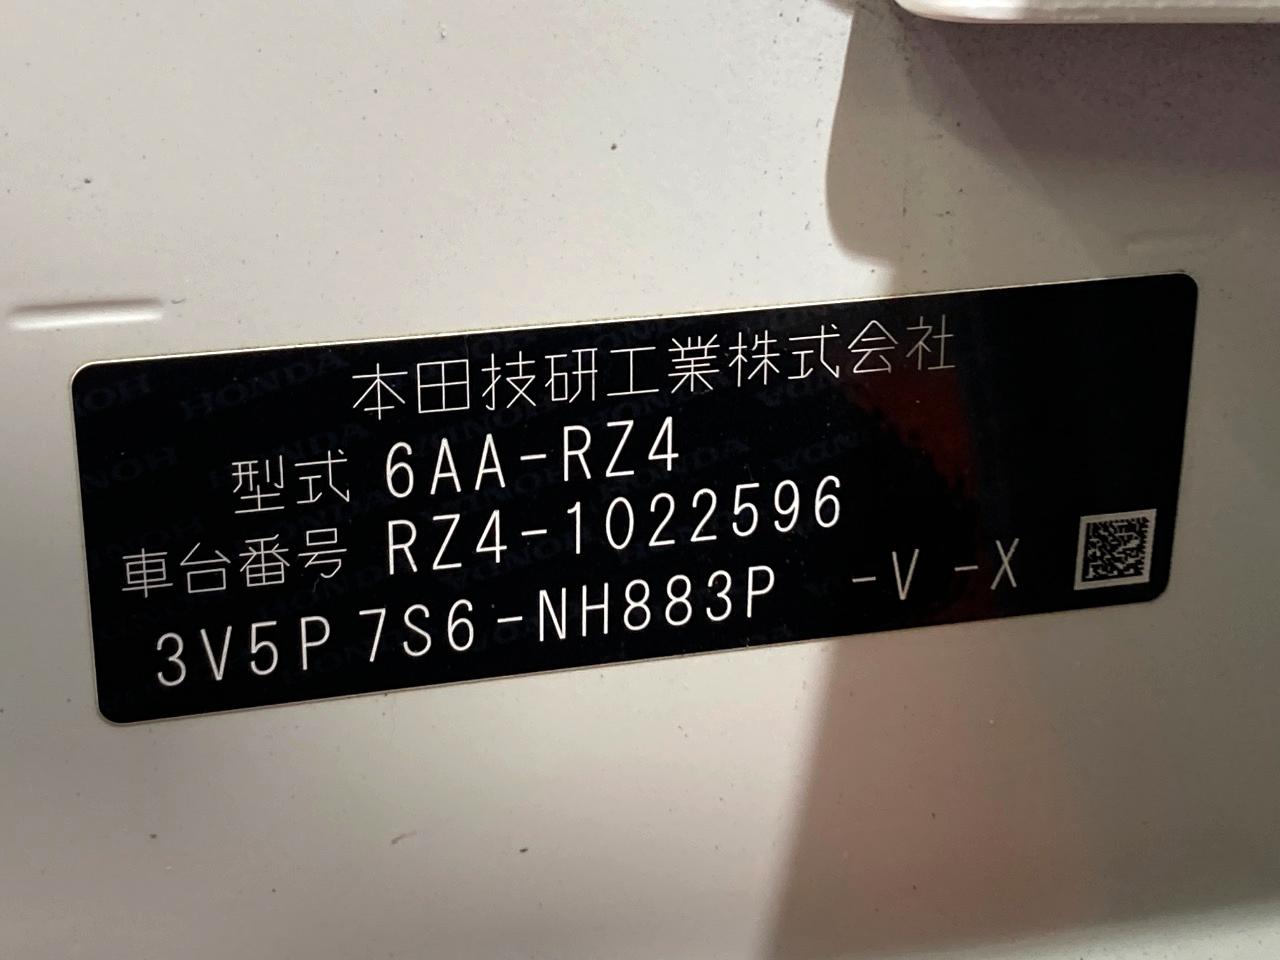 本田技研工業株式会社
型式 6AA-RZ4
車台番号 RZ4-1022596
3V5P 7S6-NH883P -V -X